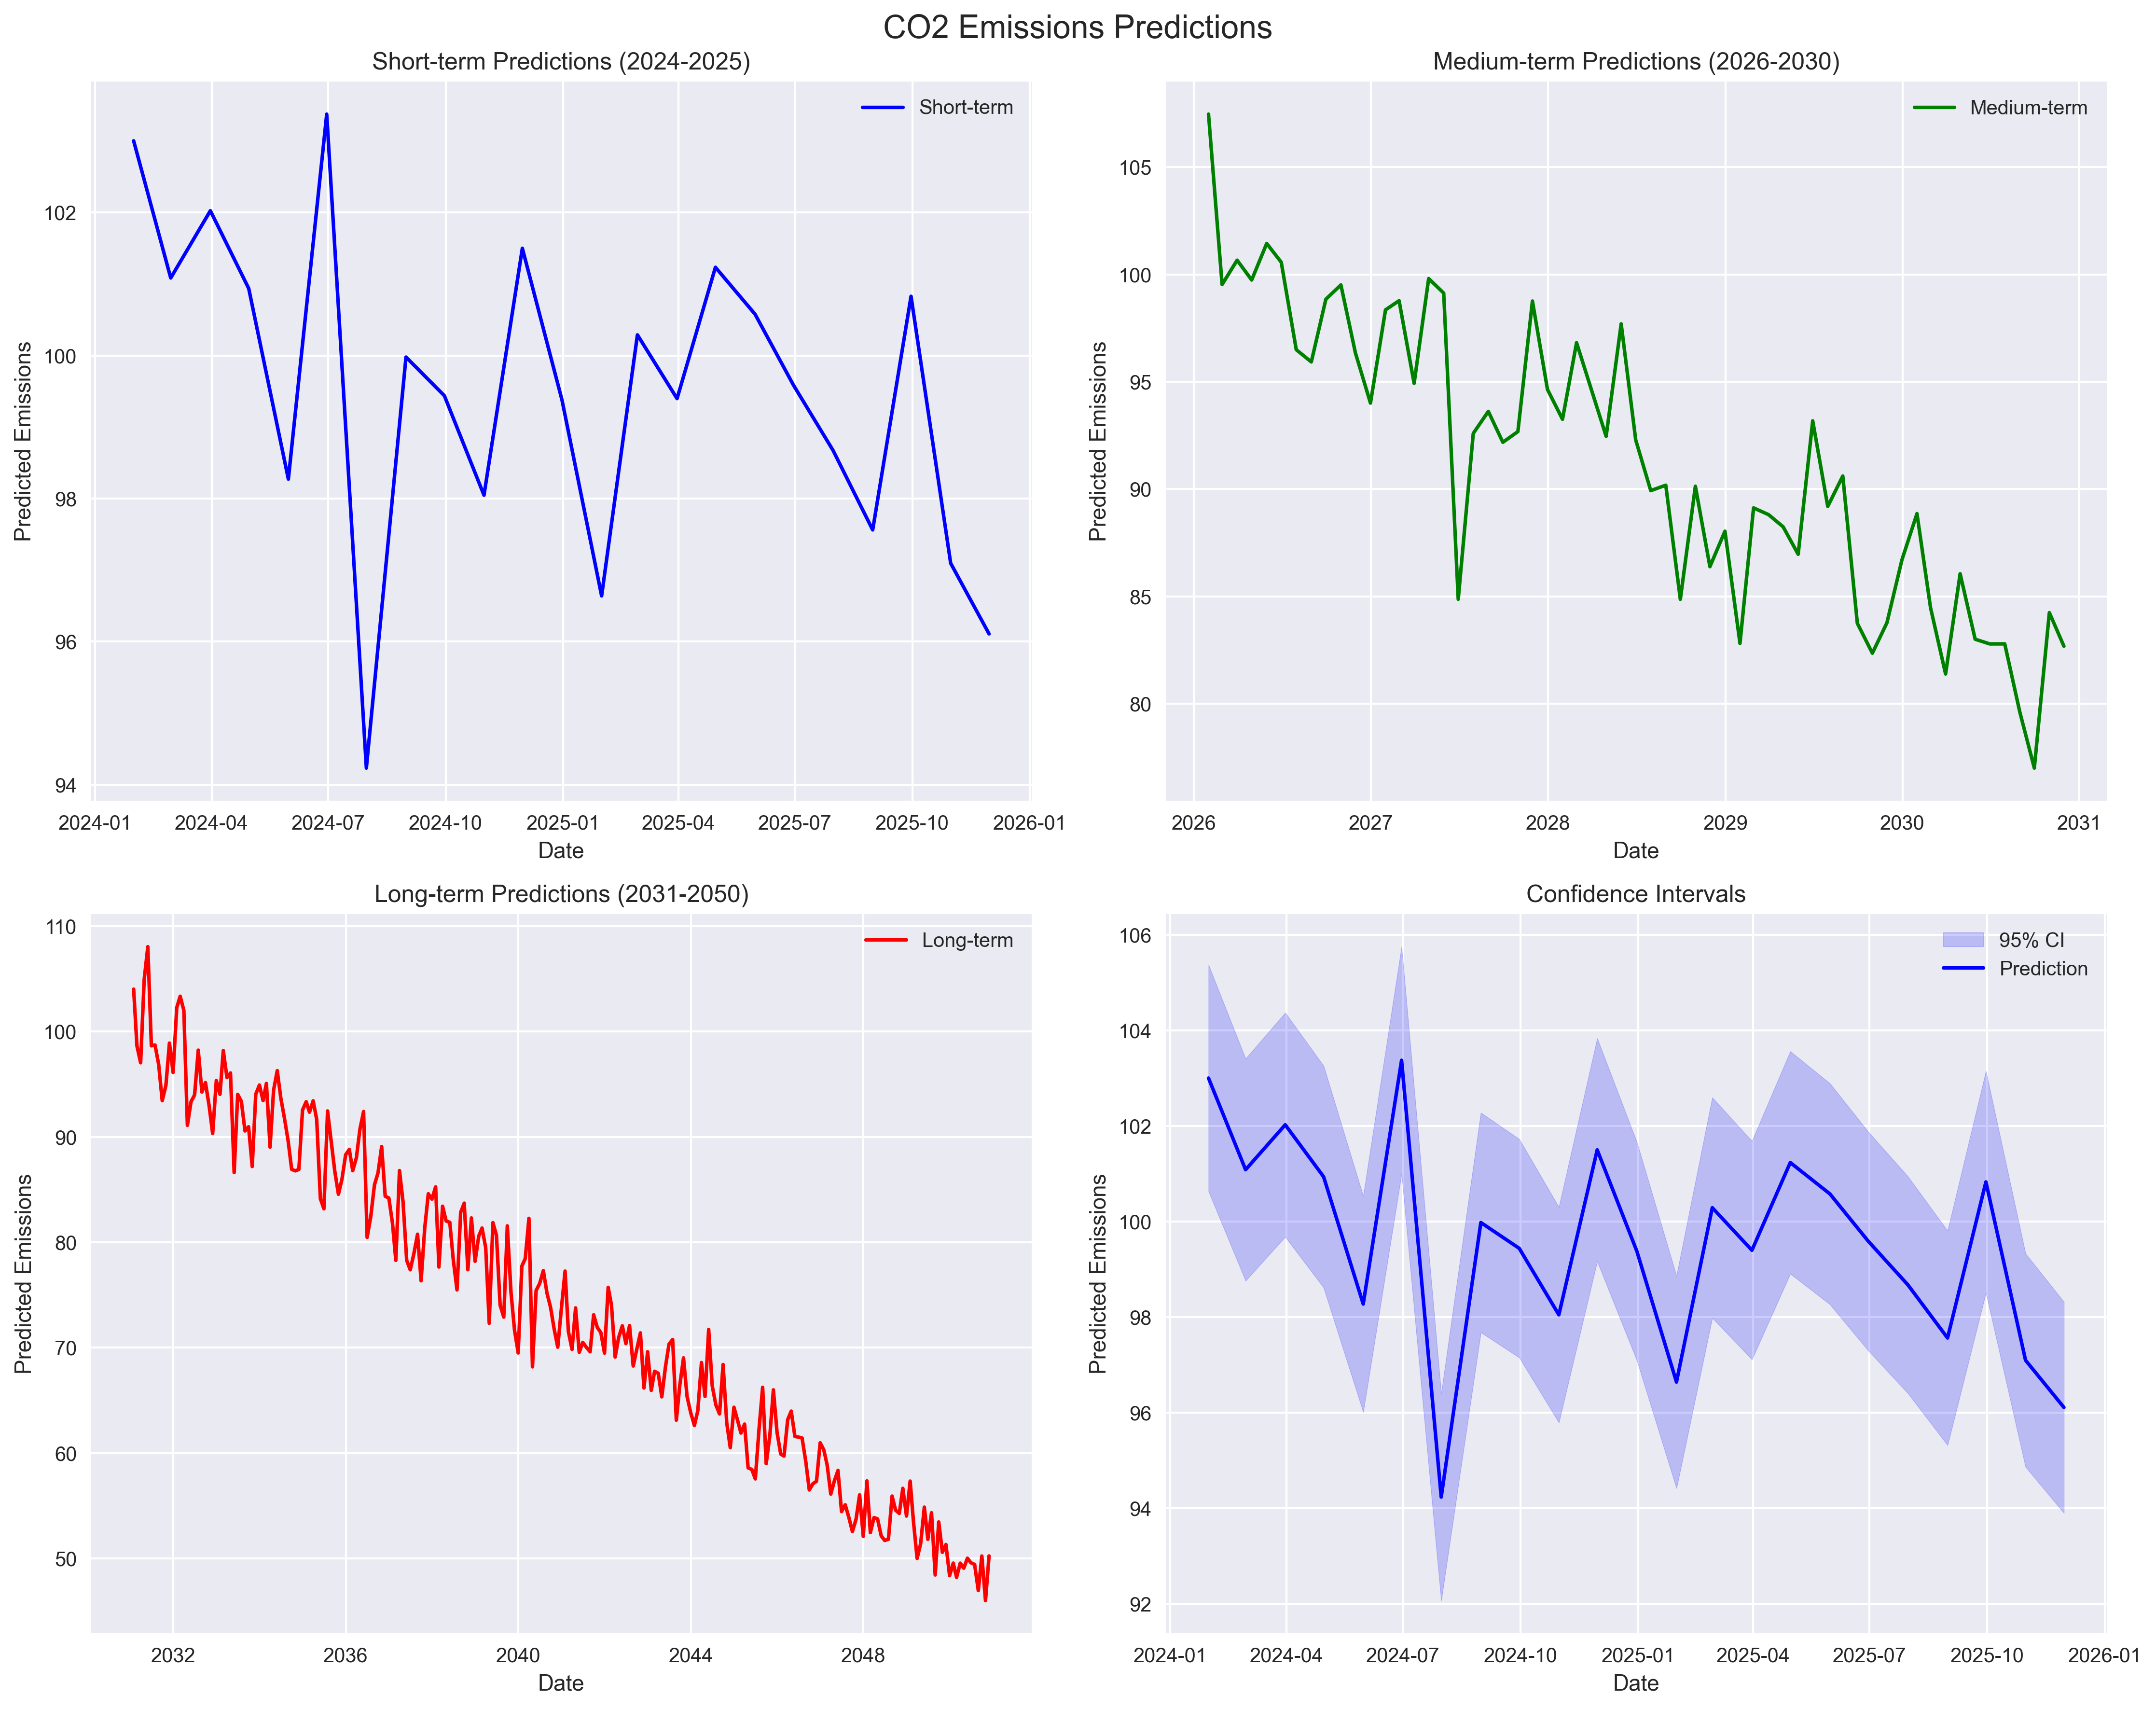 CO2 Emissions Predictions
Short-term Predictions (2024-2025)
Short-term
Predicted Emissions
102
100
98
96
94
2024-01 2024-04 2024-07 2024-10 2025-01 2025-04 2025-07 2025-10 2026-01
Date
Medium-term Predictions (2026-2030)
Medium-term
Predicted Emissions
105
100
95
90
85
80
2026 2027 2028 2029 2030 2031
Date
Long-term Predictions (2031-2050)
Long-term
Predicted Emissions
110
100
90
80
70
60
50
2032 2036 2040 2044 2048
Date
Confidence Intervals
95% CI
Prediction
Predicted Emissions
106
104
102
100
98
96
94
92
2024-01 2024-04 2024-07 2024-10 2025-01 2025-04 2025-07 2025-10 2026-01
Date